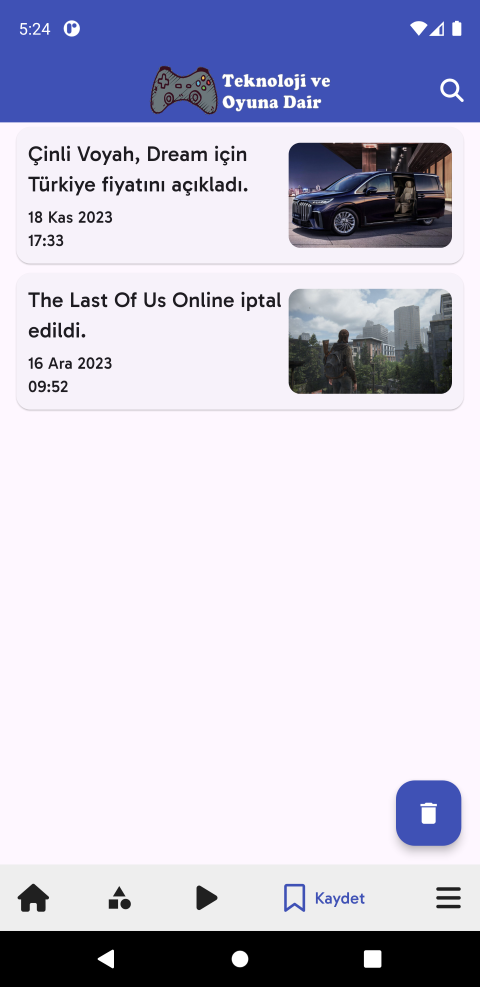 5:24
Teknoloji ve
Oyuna Dair
Çinli Voyah, Dream için
Türkiye fiyatını açıkladı.
18 Kas 2023
17:33
The Last Of Us Online iptal
edildi.
16 Ara 2023
09:52
Kaydet